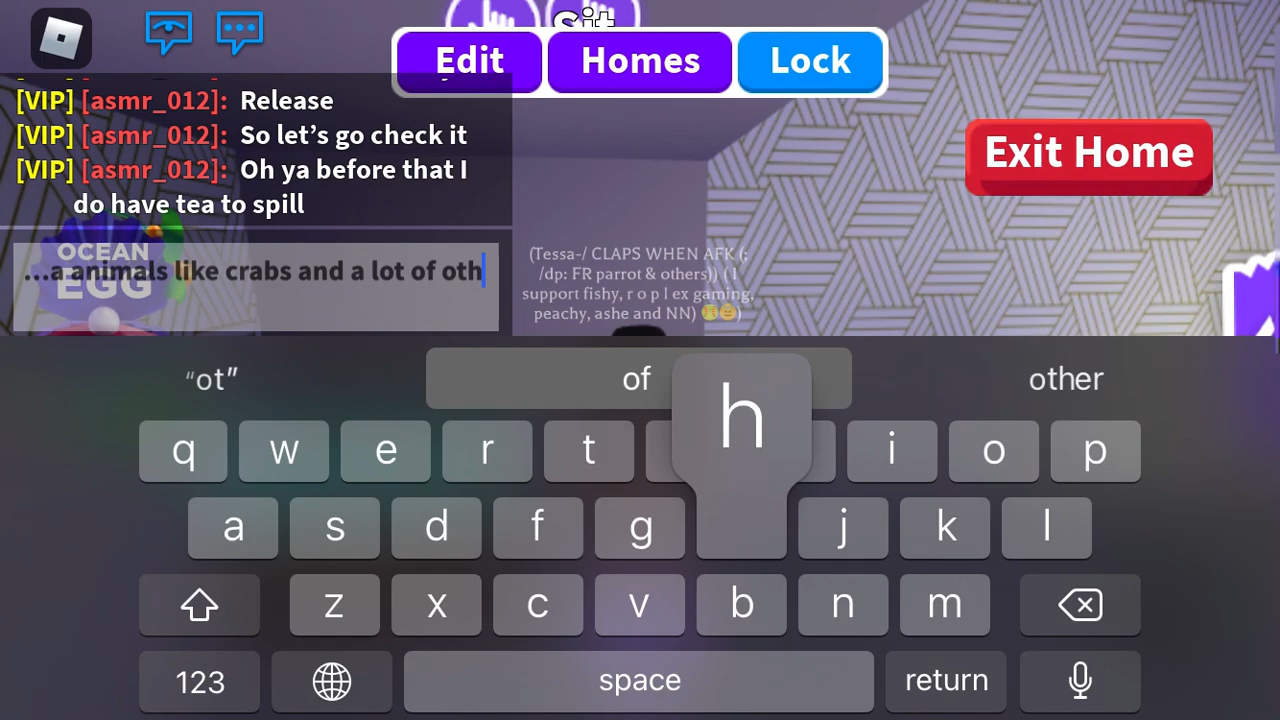 Sit
Edit Homes Lock
[VIP] [asmr_012]: Release
[VIP] [asmr_012]: So let’s go check it
[VIP] [asmr_012]: Oh ya before that I
do have tea to spill
Exit Home
OCEAN
EGG
...a animals like crabs and a lot of oth
(Tessa-/ CLAPS WHEN AFK (;
/dp: FR parrot & others)) ( I
support fishy, r o p l ex gaming,
peachy, ashe and NN) 🤢😊)
“ot” of other
q w e r t h i o p
a s d f g j k l
z x c v b n m
123 space return